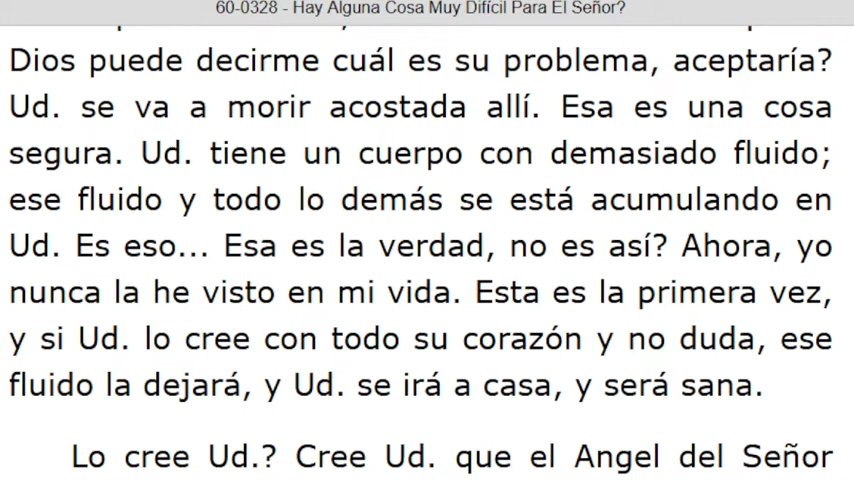 60-0328 - Hay Alguna Cosa Muy Difícil Para El Señor?
Dios puede decirme cuál es su problema, aceptaría?
Ud. se va a morir acostada allí. Esa es una cosa
segura. Ud. tiene un cuerpo con demasiado fluido;
ese fluido y todo lo demás se está acumulando en
Ud. Es eso... Esa es la verdad, no es así? Ahora, yo
nunca la he visto en mi vida. Esta es la primera vez,
y si Ud. lo cree con todo su corazón y no duda, ese
fluido la dejará, y Ud. se irá a casa, y será sana.
Lo cree Ud.? Cree Ud. que el Angel del Señor